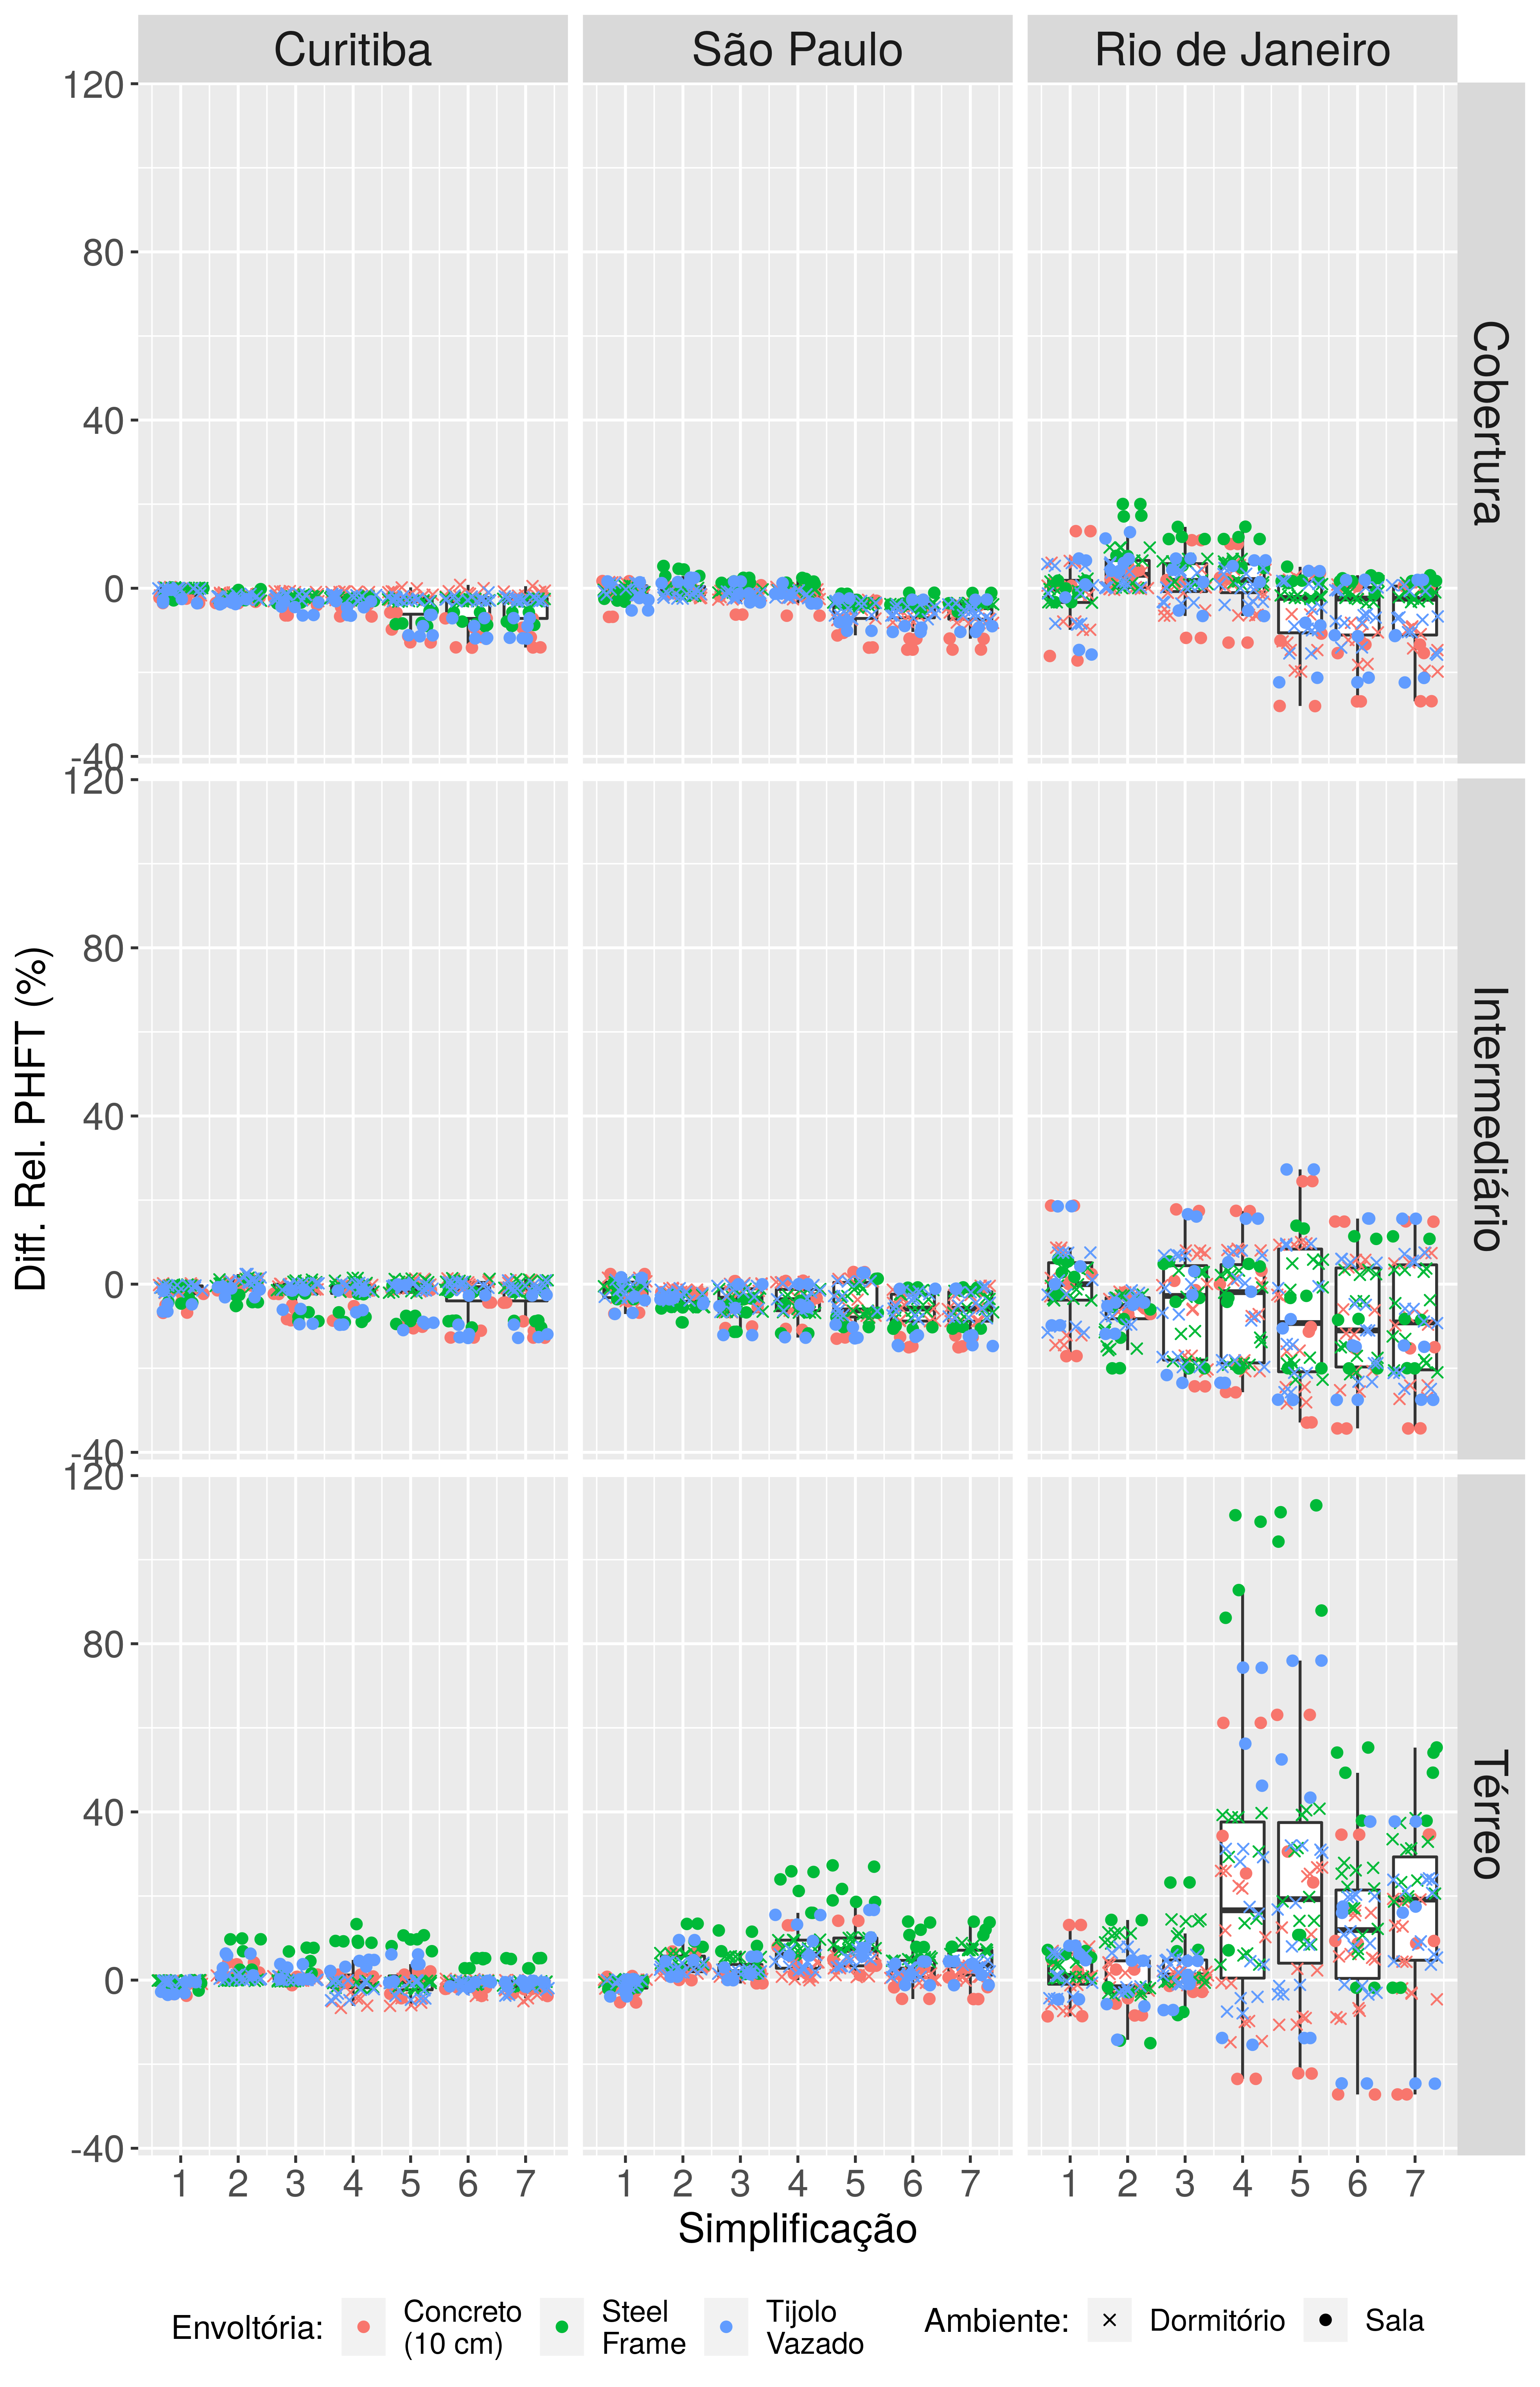 Curitiba São Paulo Rio de Janeiro
120
80
40
0
-40
Cobertura
120
80
40
0
-40
Intermediário
Diff. Rel. PHFT (%)
120
80
40
0
-40
Térreo
1 2 3 4 5 6 7 1 2 3 4 5 6 7 1 2 3 4 5 6 7
Simplificação
Envoltória: Concreto (10 cm) Steel Frame Tijolo Vazado Ambiente: Dormitório Sala